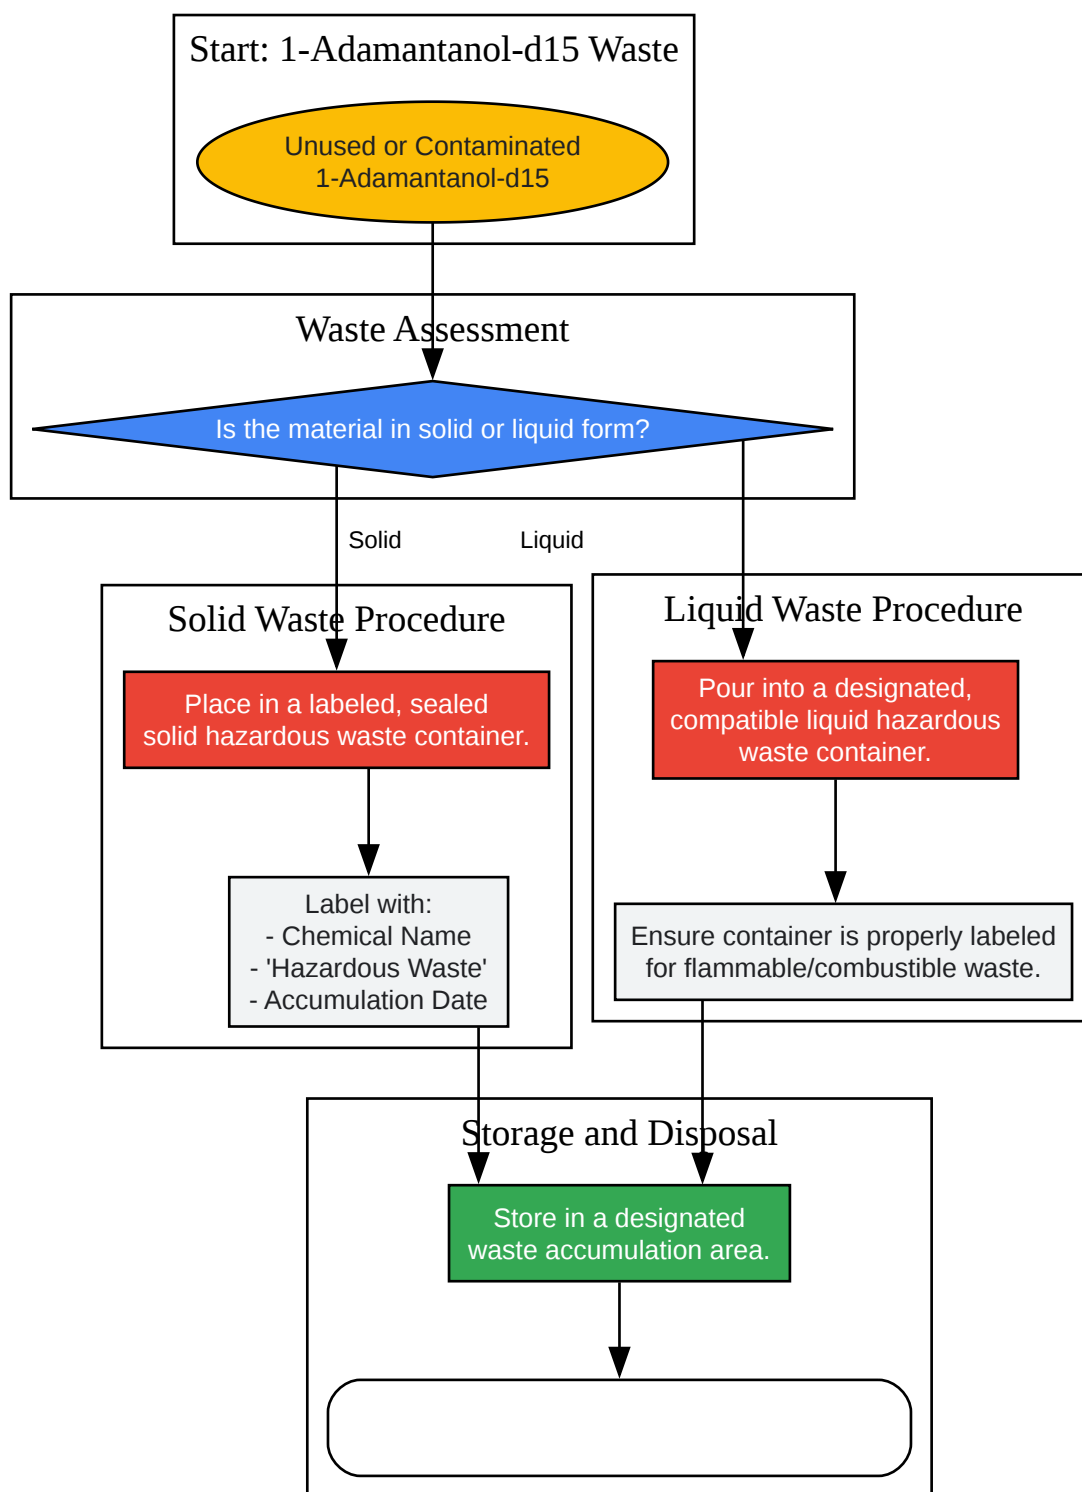 Start: 1-Adamantanol-d15 Waste
Unused or Contaminated
1-Adamantanol-d15
Waste Assessment
Is the material in solid or liquid form?
Solid
Liquid
Solid Waste Procedure
Place in a labeled, sealed
solid hazardous waste container.
Label with:
- Chemical Name
- 'Hazardous Waste'
- Accumulation Date
Liquid Waste Procedure
Pour into a designated,
compatible liquid hazardous
waste container.
Ensure container is properly labeled
for flammable/combustible waste.
Storage and Disposal
Store in a designated
waste accumulation area.